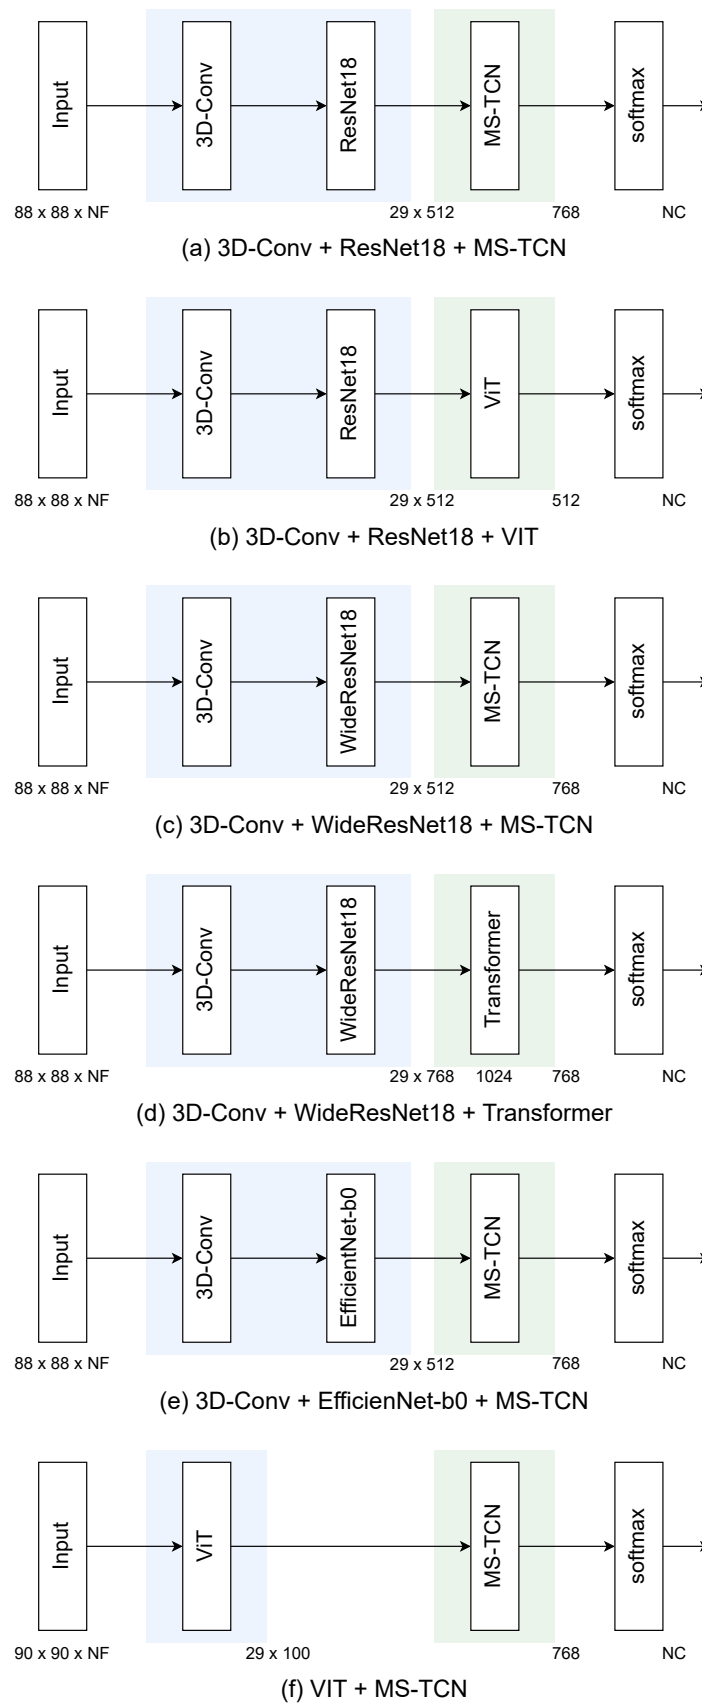 Input
3D-Conv
ResNet18
MS-TCN
softmax
88 x 88 x NF
29 x 512
768
NC
(a) 3D-Conv + ResNet18 + MS-TCN
Input
3D-Conv
ResNet18
ViT
softmax
88 x 88 x NF
29 x 512
512
NC
(b) 3D-Conv + ResNet18 + VIT
Input
3D-Conv
WideResNet18
MS-TCN
softmax
88 x 88 x NF
29 x 512
768
NC
(c) 3D-Conv + WideResNet18 + MS-TCN
Input
3D-Conv
WideResNet18
Transformer
softmax
88 x 88 x NF
29 x 768
1024
768
NC
(d) 3D-Conv + WideResNet18 + Transformer
Input
3D-Conv
EfficientNet-b0
MS-TCN
softmax
88 x 88 x NF
29 x 512
768
NC
(e) 3D-Conv + EfficienNet-b0 + MS-TCN
Input
ViT
MS-TCN
softmax
90 x 90 x NF
29 x 100
768
NC
(f) VIT + MS-TCN